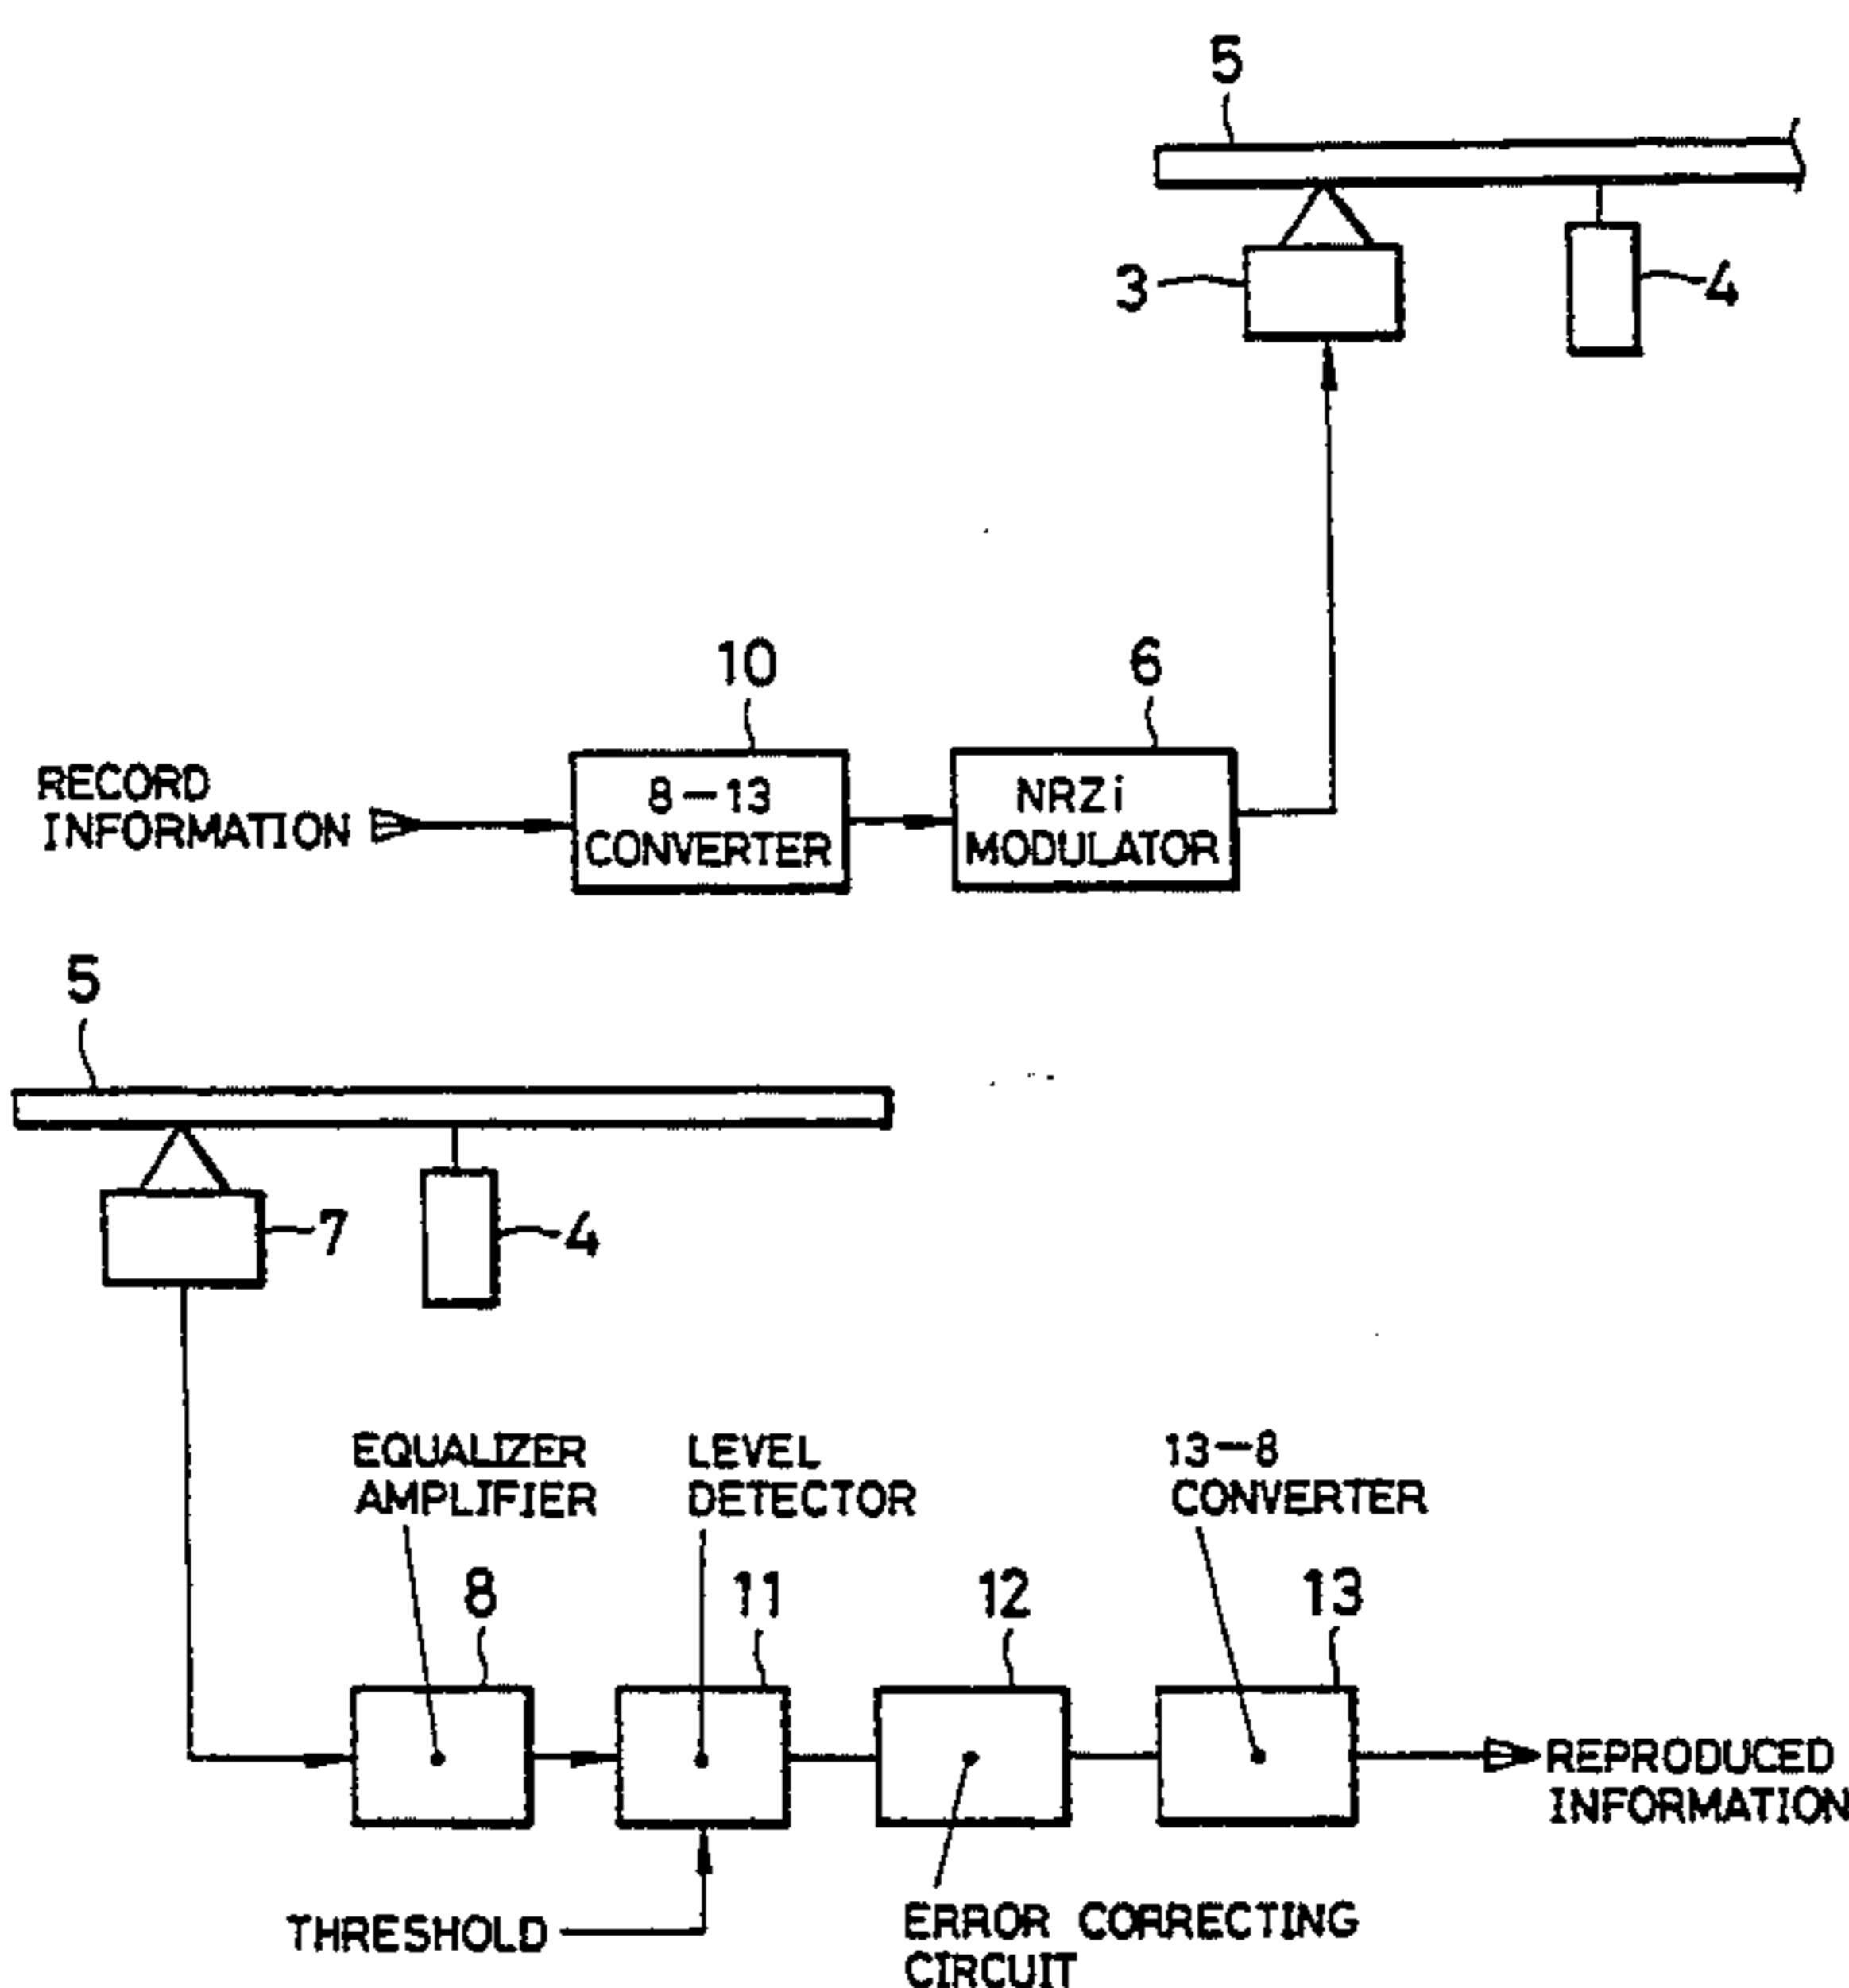 5
3
4
10
6
RECORD
INFORMATION
8-13
CONVERTER
NRZi
MODULATOR
5
7
4
EQUALIZER
AMPLIFIER
LEVEL
DETECTOR
13-8
CONVERTER
8
11
12
13
REPRODUCED
INFORMATION
THRESHOLD
ERROR CORRECTING
CIRCUIT